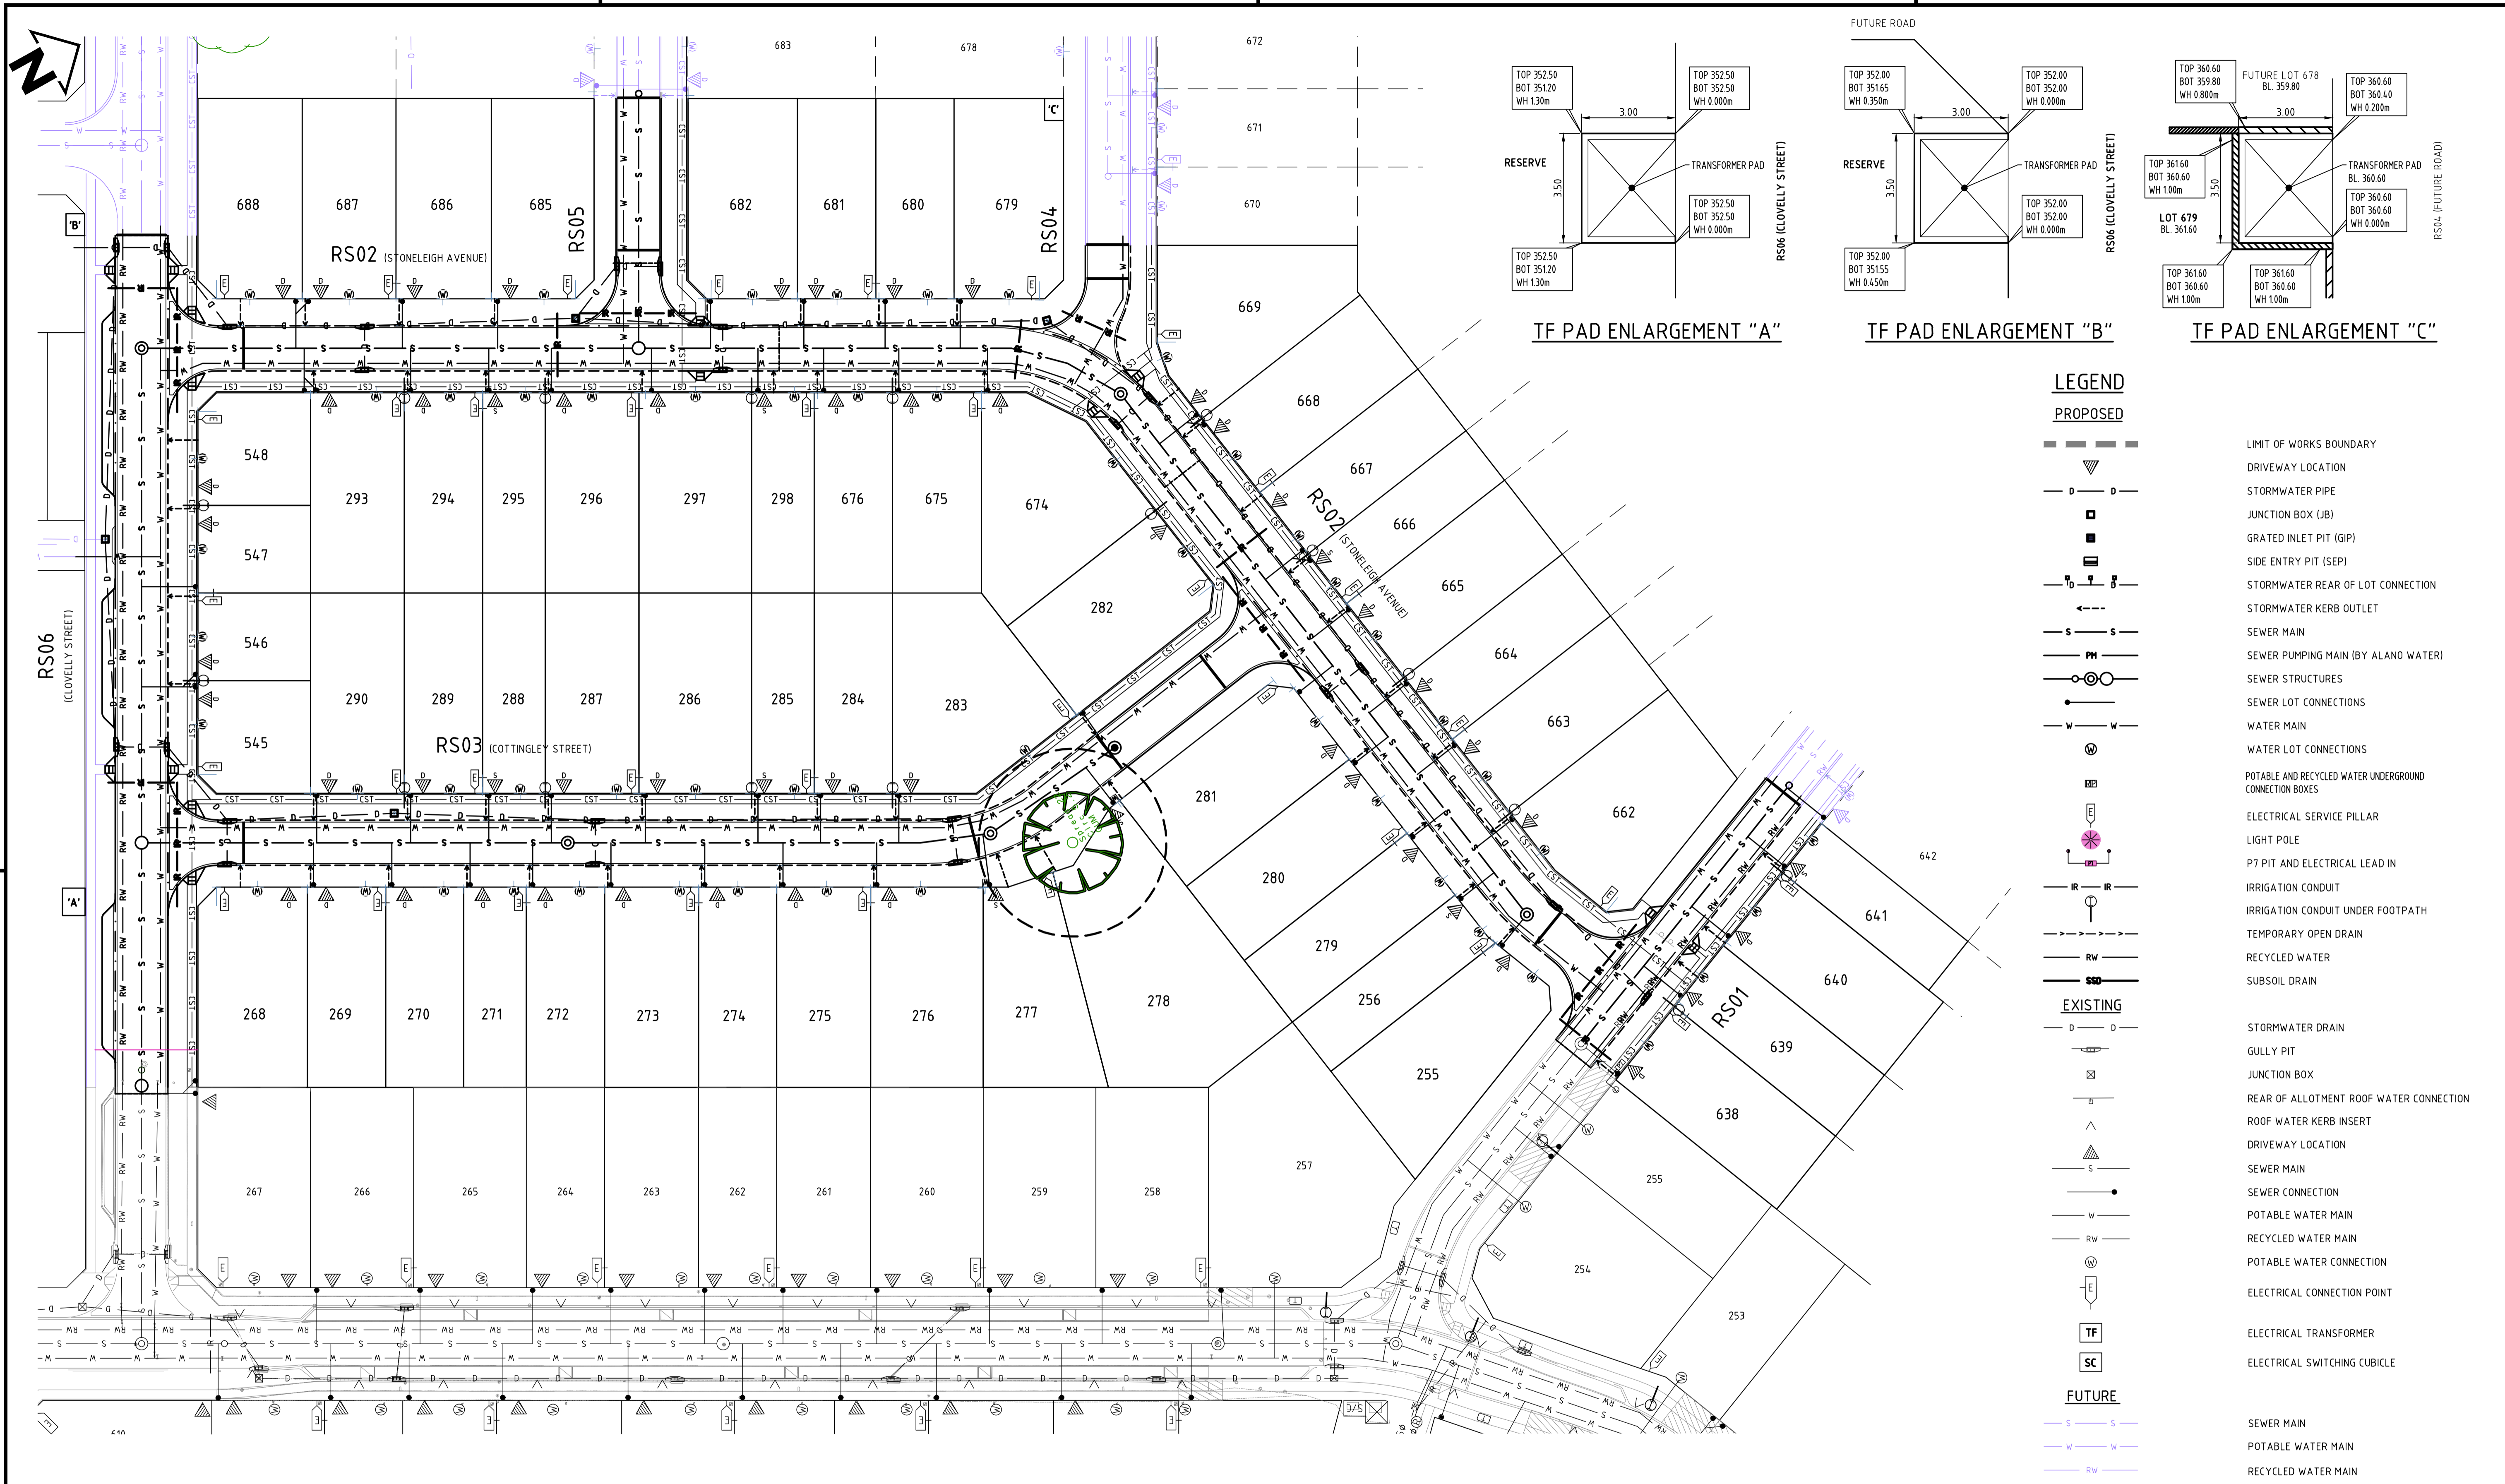 N
683
678
672
671
670
'B'
'C'
688
687
686
685
682
681
680
679
RS05
RS04
RS02 (STONELEIGH AVENUE)
669
668
667
666
665
664
663
662
RS02
(STONELEIGH AVENUE)
548
547
546
545
293
294
295
296
297
298
676
675
674
282
RS06
(CLOVELLY STREET)
290
289
288
287
286
285
284
283
RS03 (COTTINGLEY STREET)
281
280
279
256
255
'A'
268
269
270
271
272
273
274
275
276
277
278
RS01
642
641
640
639
638
267
266
265
264
263
262
261
260
259
258
257
255
254
253
S/C
FUTURE ROAD
TOP 352.50
BOT 351.20
WH 1.30m
TOP 352.50
BOT 352.50
WH 0.000m
3.00
RESERVE
3.50
TRANSFORMER PAD
TOP 352.50
BOT 352.50
WH 0.000m
TOP 352.50
BOT 351.20
WH 1.30m
RS06 (CLOVELLY STREET)
TF PAD ENLARGEMENT "A"
TOP 352.00
BOT 351.65
WH 0.350m
TOP 352.00
BOT 352.00
WH 0.000m
3.00
RESERVE
3.50
TRANSFORMER PAD
TOP 352.00
BOT 352.00
WH 0.000m
TOP 352.00
BOT 351.55
WH 0.450m
RS06 (CLOVELLY STREET)
TF PAD ENLARGEMENT "B"
TOP 360.60
BOT 359.80
WH 0.800m
FUTURE LOT 678
BL. 359.80
TOP 360.60
BOT 360.40
WH 0.200m
3.00
TOP 361.60
BOT 360.60
WH 1.00m
3.50
TRANSFORMER PAD
BL. 360.60
TOP 360.60
BOT 360.60
WH 0.000m
LOT 679
BL. 361.60
TOP 361.60
BOT 360.60
WH 1.00m
TOP 361.60
BOT 360.60
WH 1.00m
RS04 (FUTURE ROAD)
TF PAD ENLARGEMENT "C"
LEGEND
PROPOSED
LIMIT OF WORKS BOUNDARY
DRIVEWAY LOCATION
D D STORMWATER PIPE
JUNCTION BOX (JB)
GRATED INLET PIT (GIP)
SIDE ENTRY PIT (SEP)
D D STORMWATER REAR OF LOT CONNECTION
STORMWATER KERB OUTLET
S S SEWER MAIN
PM SEWER PUMPING MAIN (BY ALANO WATER)
SEWER STRUCTURES
SEWER LOT CONNECTIONS
W W WATER MAIN
W WATER LOT CONNECTIONS
POTABLE AND RECYCLED WATER UNDERGROUND
CONNECTION BOXES
E ELECTRICAL SERVICE PILLAR
LIGHT POLE
P7 P7 PIT AND ELECTRICAL LEAD IN
IR IR IRRIGATION CONDUIT
IRRIGATION CONDUIT UNDER FOOTPATH
TEMPORARY OPEN DRAIN
RW RECYCLED WATER
SSD SUBSOIL DRAIN
EXISTING
D D STORMWATER DRAIN
GULLY PIT
JUNCTION BOX
REAR OF ALLOTMENT ROOF WATER CONNECTION
ROOF WATER KERB INSERT
DRIVEWAY LOCATION
S SEWER MAIN
SEWER CONNECTION
W POTABLE WATER MAIN
RW RECYCLED WATER MAIN
W POTABLE WATER CONNECTION
E ELECTRICAL CONNECTION POINT
TF ELECTRICAL TRANSFORMER
SC ELECTRICAL SWITCHING CUBICLE
FUTURE
S S SEWER MAIN
W W POTABLE WATER MAIN
RW RECYCLED WATER MAIN